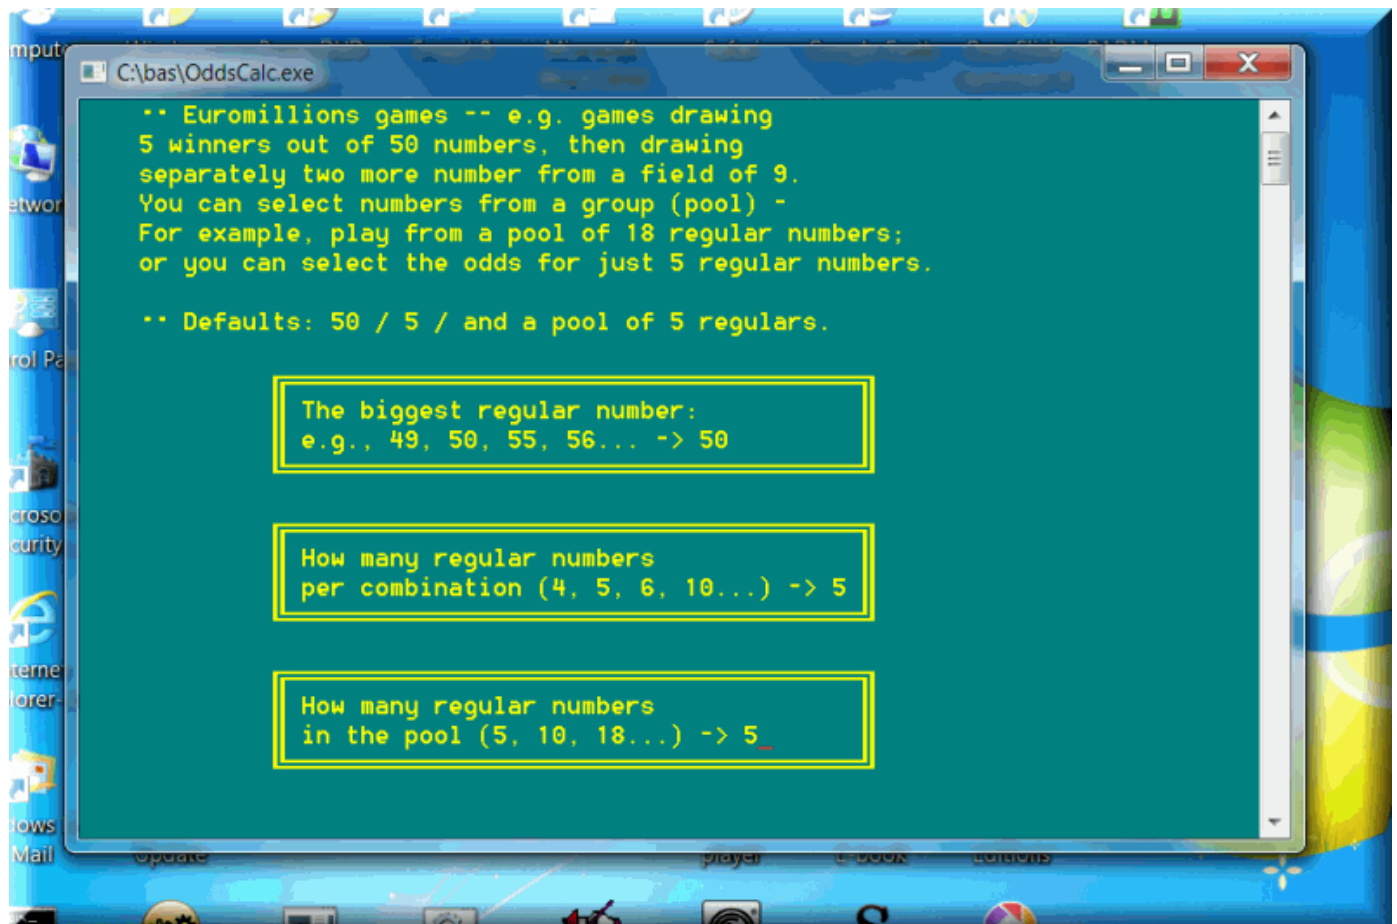 C:\bas\OddsCalc.exe
·· Euromillions games -- e.g. games drawing
5 winners out of 50 numbers, then drawing
separately two more number from a field of 9.
You can select numbers from a group (pool) -
For example, play from a pool of 18 regular numbers;
or you can select the odds for just 5 regular numbers.
·· Defaults: 50 / 5 / and a pool of 5 regulars.
The biggest regular number:
e.g., 49, 50, 55, 56... -> 50
How many regular numbers
per combination (4, 5, 6, 10...) -> 5
How many regular numbers
in the pool (5, 10, 18...) -> 5_
Mail
Update
player